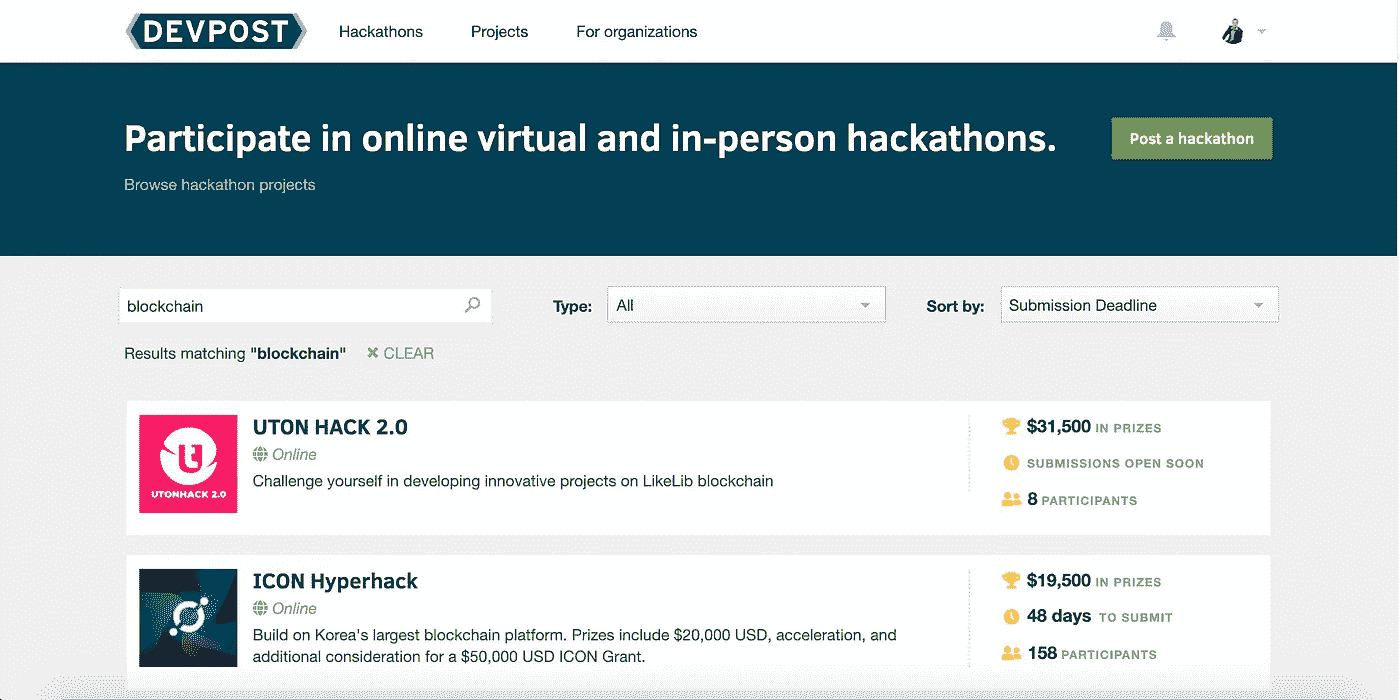 DEVPOST Hackathons Projects For organizations
Participate in online virtual and in-person hackathons.
Post a hackathon
Browse hackathon projects
blockchain
Type: All
Sort by: Submission Deadline
Results matching "blockchain" ✖ CLEAR
UTON HACK 2.0
Online
Challenge yourself in developing innovative projects on LikeLib blockchain
t
UTONHACK 2.0
$31,500 IN PRIZES
SUBMISSIONS OPEN SOON
8 PARTICIPANTS
ICON Hyperhack
Online
Build on Korea's largest blockchain platform. Prizes include $20,000 USD, acceleration, and
additional consideration for a $50,000 USD ICON Grant.
$19,500 IN PRIZES
48 days TO SUBMIT
158 PARTICIPANTS